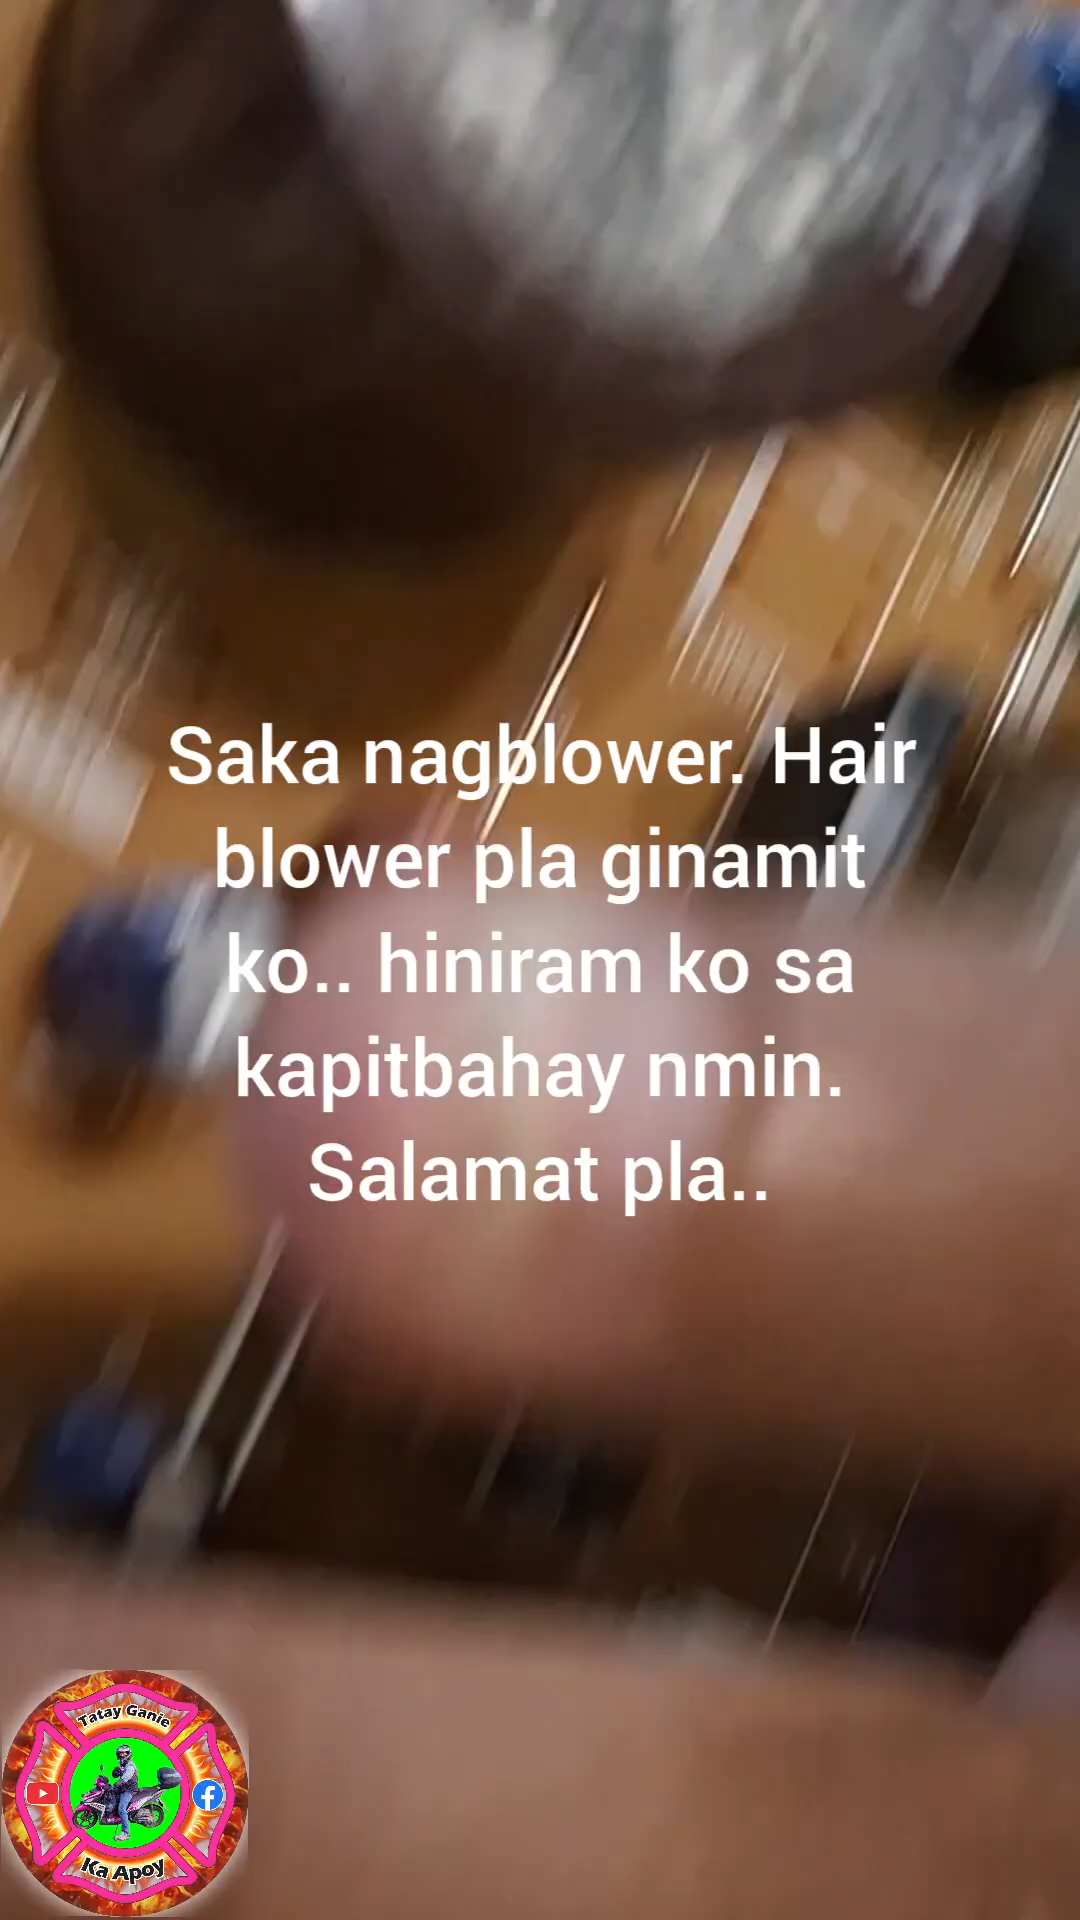 Saka nagblower. Hair
blower pla ginamit
ko.. hiniram ko sa
kapitbahay nmin.
Salamat pla..
Tatay Ganie
Ka Apoy